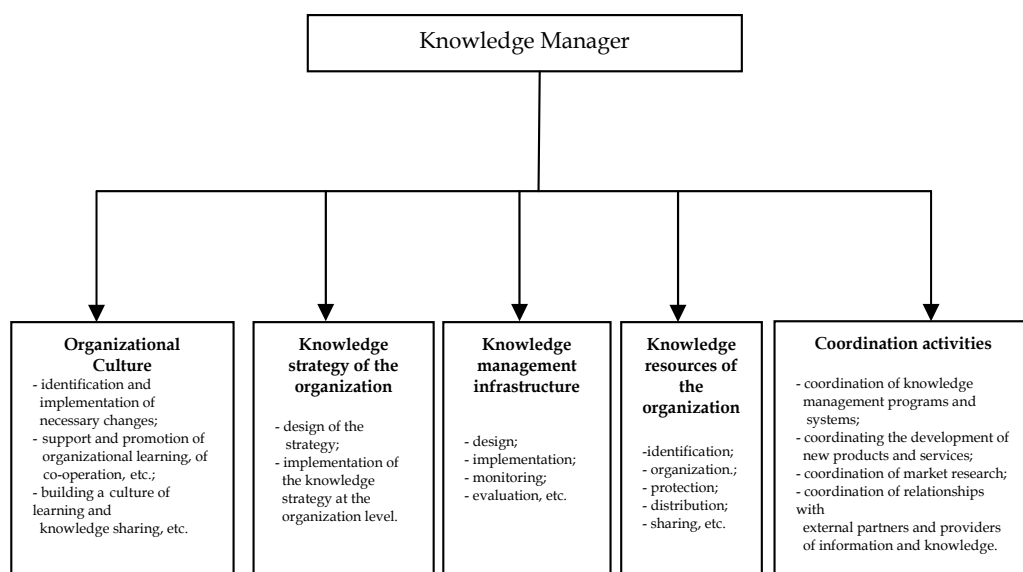 Knowledge Manager
Organizational
Culture
- identification and
implementation of
necessary changes;
- support and promotion of
organizational learning, of
co-operation, etc.;
- building a culture of
learning and
knowledge sharing, etc.
Knowledge
strategy of the
organization
- design of the
strategy;
- implementation of
the knowledge
strategy at the
organization level.
Knowledge
management
infrastructure
- design;
- implementation;
- monitoring;
- evaluation, etc.
Knowledge
resources of
the
organization
-identification;
- organization.;
- protection;
- distribution;
- sharing, etc.
Coordination activities
- coordination of knowledge
management programs and
systems;
- coordinating the development of
new products and services;
- coordination of market research;
- coordination of relationships
with
external partners and providers
of information and knowledge.